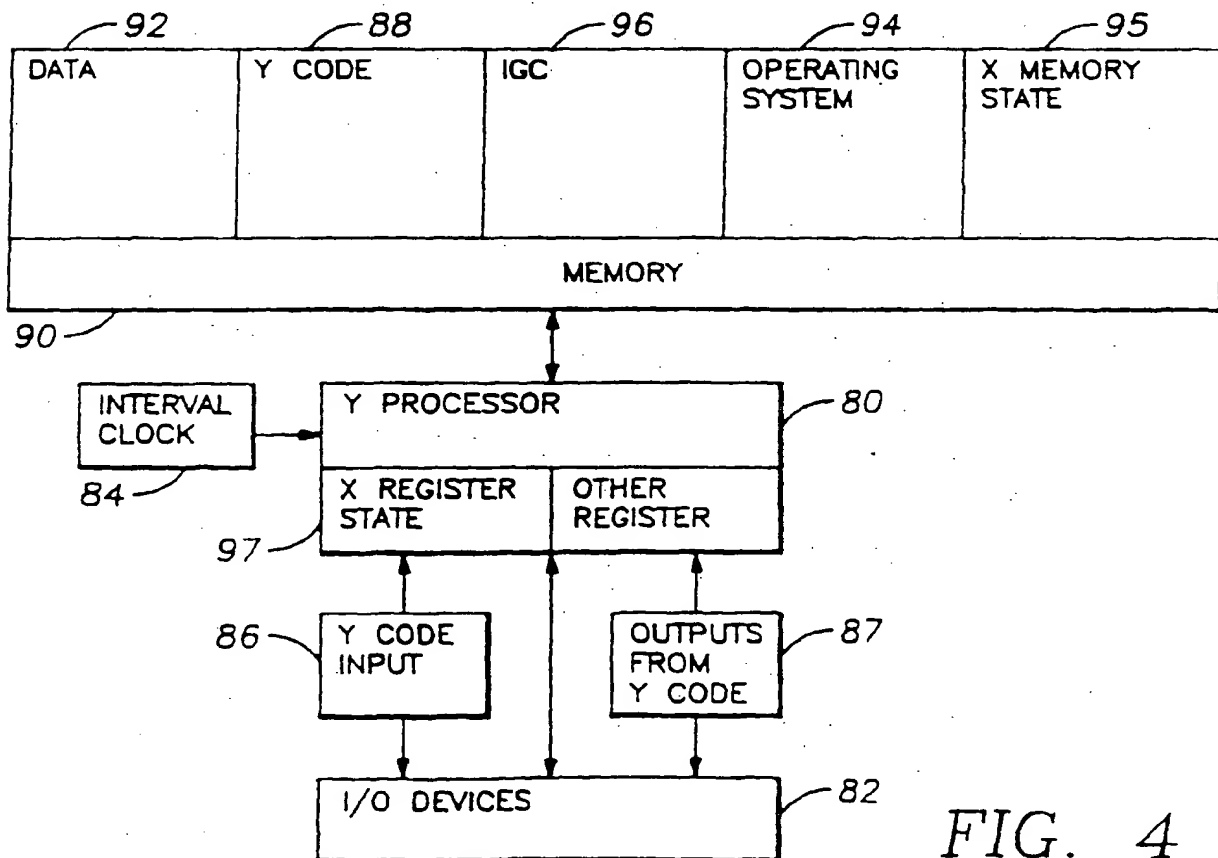 92 88 96 94 95
DATA Y CODE IGC OPERATING X MEMORY
SYSTEM STATE
MEMORY
90
INTERVAL
CLOCK
84
Y PROCESSOR
80
X REGISTER
STATE
OTHER
REGISTER
97
86
Y CODE
INPUT
OUTPUTS
FROM
Y CODE
87
I/O DEVICES
82
FIG. 4